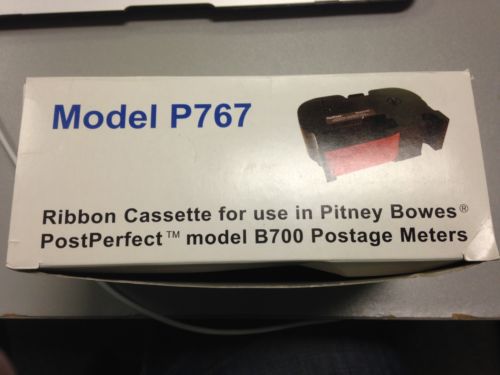 Model P767
Ribbon Cassette for use in Pitney Bowes®
PostPerfect™ model B700 Postage Meters